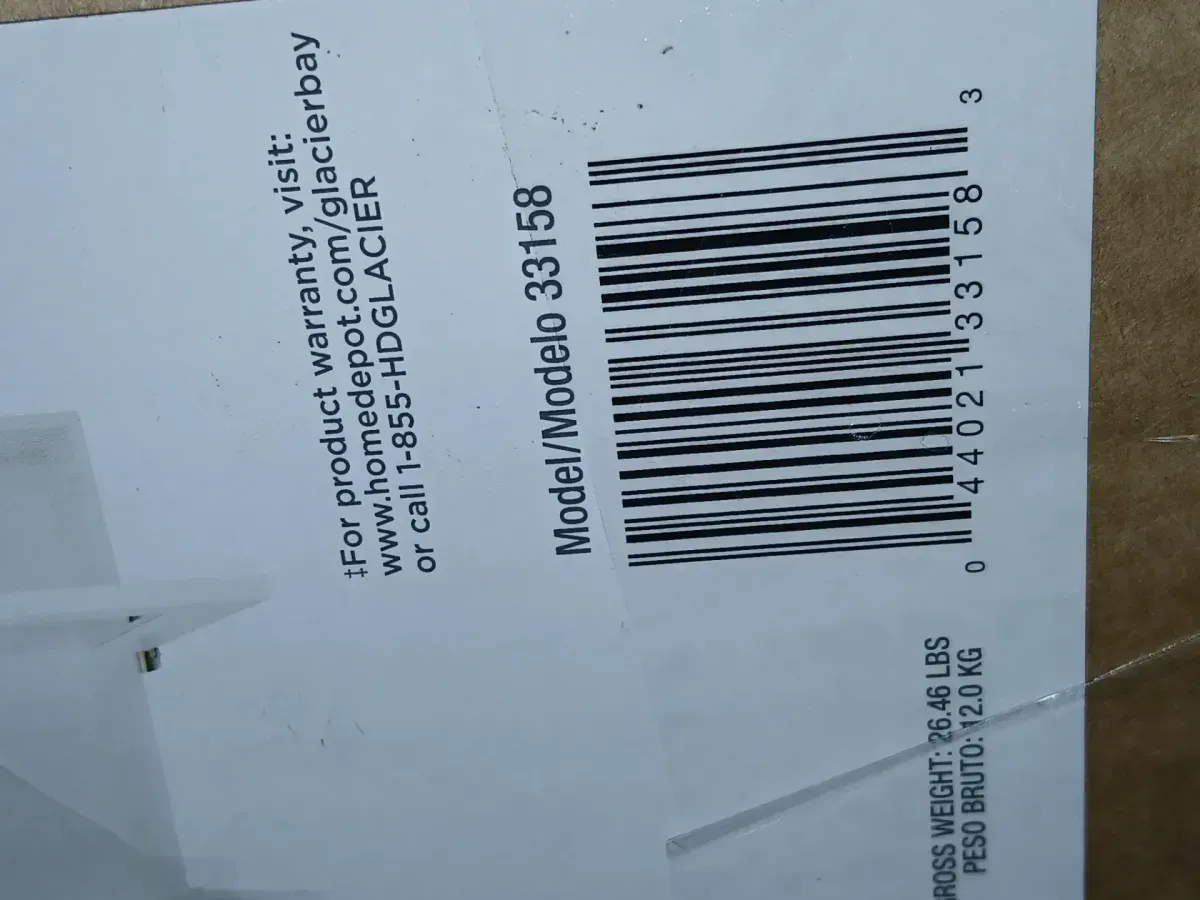 ‡For product warranty, visit:
www.homedepot.com/glacierbay
or call 1-855-HDGLACIER
Model/Modelo 33158
0 44021 33158 3
GROSS WEIGHT: 26.46 LBS
PESO BRUTO: 12.0 KG